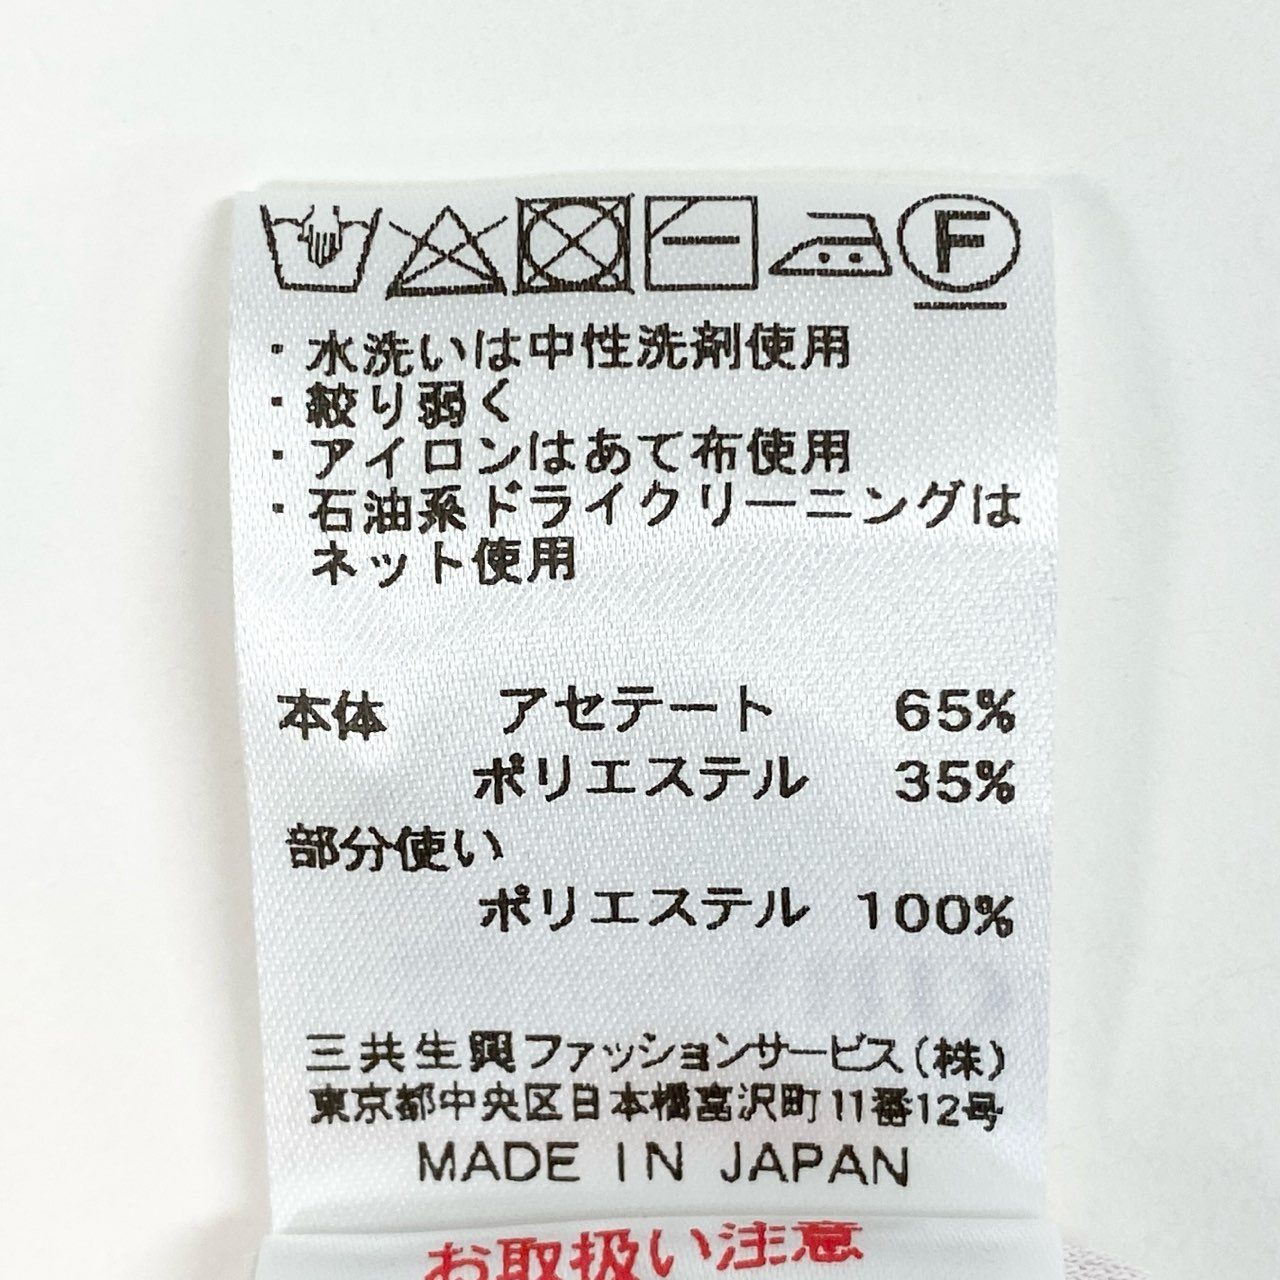 F
・水洗いは中性洗剤使用
・絞り弱く
・アイロンはあて布使用
・石油系ドライクリーニングは
ネット使用
本体 アセテート 65%
ポリエステル 35%
部分使い
ポリエステル 100%
三共生興ファッションサービス(株)
東京都中央区日本橋富沢町11番12号
MADE IN JAPAN
お取扱い注意